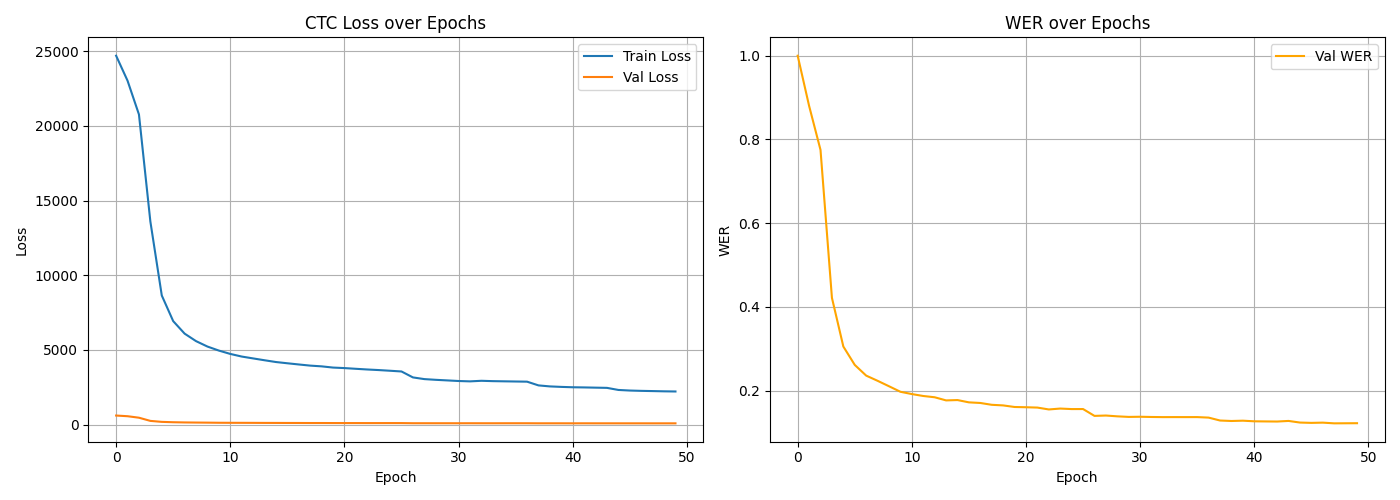 CTC Loss over Epochs
25000
20000
15000
10000
5000
0
Loss
Train Loss
Val Loss
0 10 20 30 40 50
Epoch
WER over Epochs
1.0
0.8
0.6
0.4
0.2
WER
Val WER
0 10 20 30 40 50
Epoch